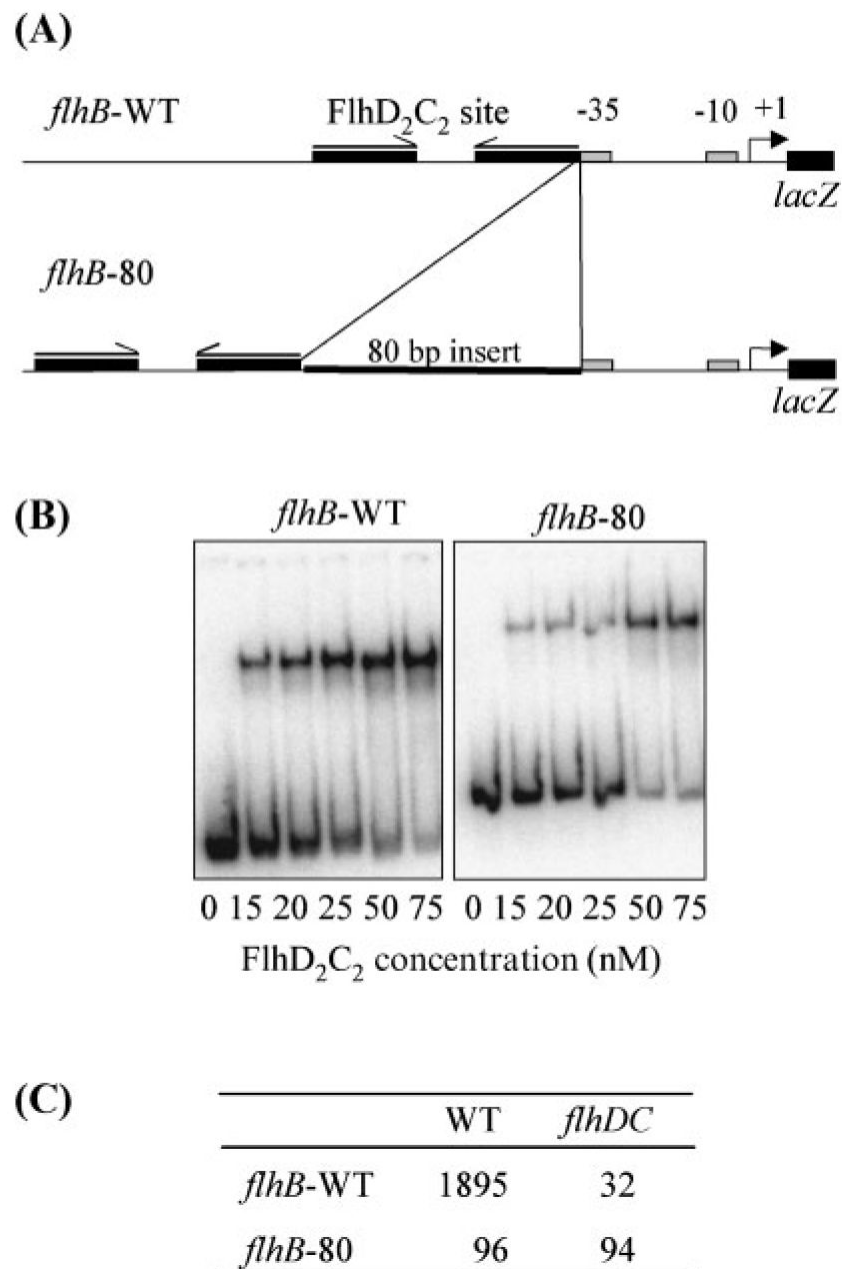 (A)
flhB-WT FlhD₂C₂ site -35 -10 +1
lacZ
flhB-80
80 bp insert
lacZ
(B)
flhB-WT flhB-80
0 15 20 25 50 75 0 15 20 25 50 75
FlhD₂C₂ concentration (nM)
(C)
WT flhDC
flhB-WT 1895 32
flhB-80 96 94